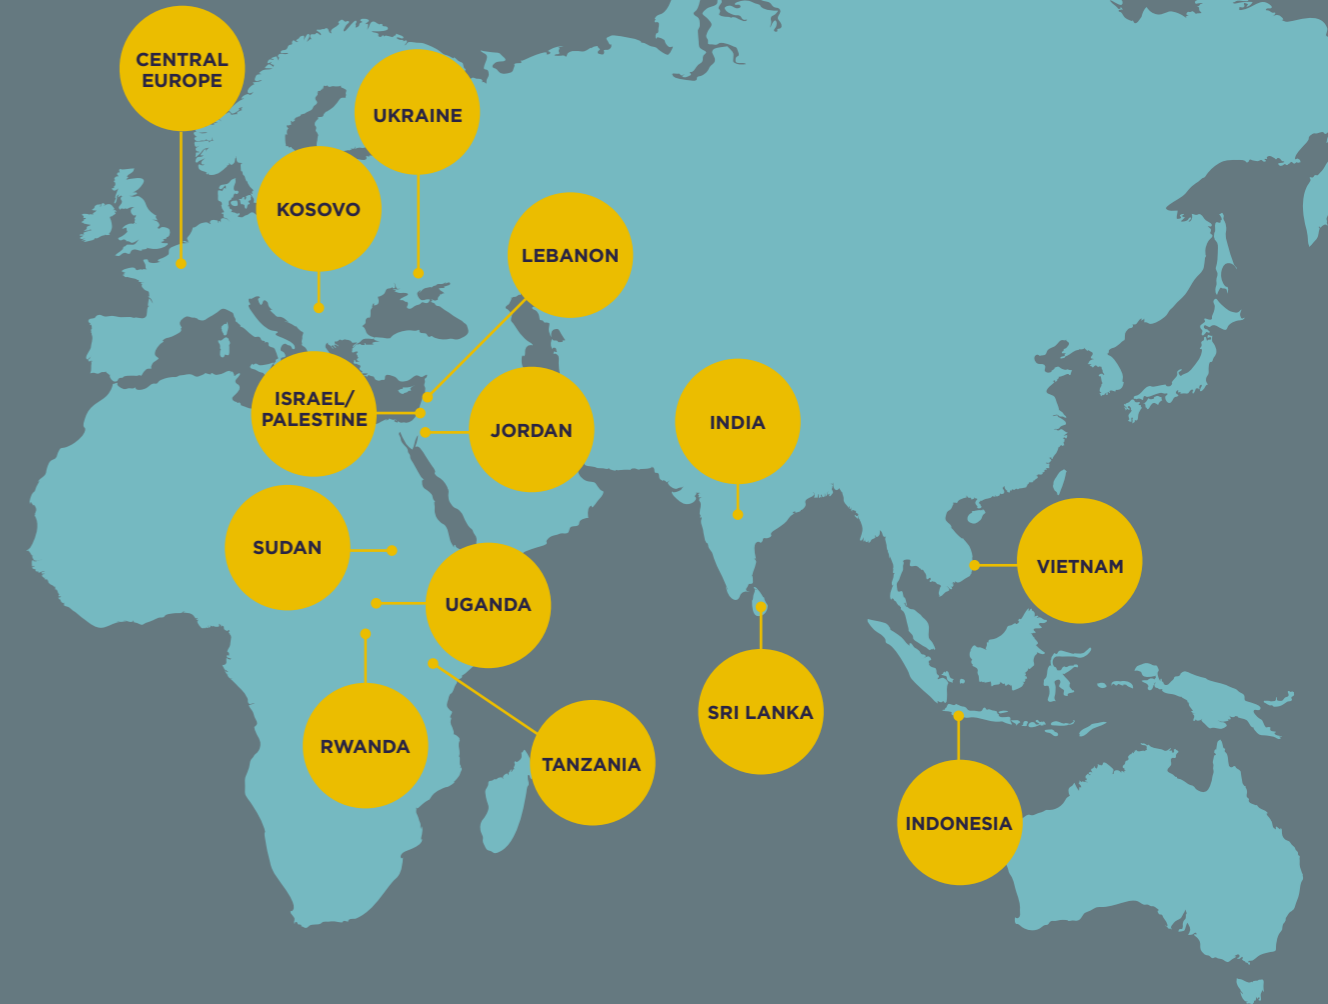 CENTRAL
EUROPE
UKRAINE
KOSOVO
LEBANON
ISRAEL/
PALESTINE
JORDAN
INDIA
SUDAN
UGANDA
VIETNAM
RWANDA
TANZANIA
SRI LANKA
INDONESIA